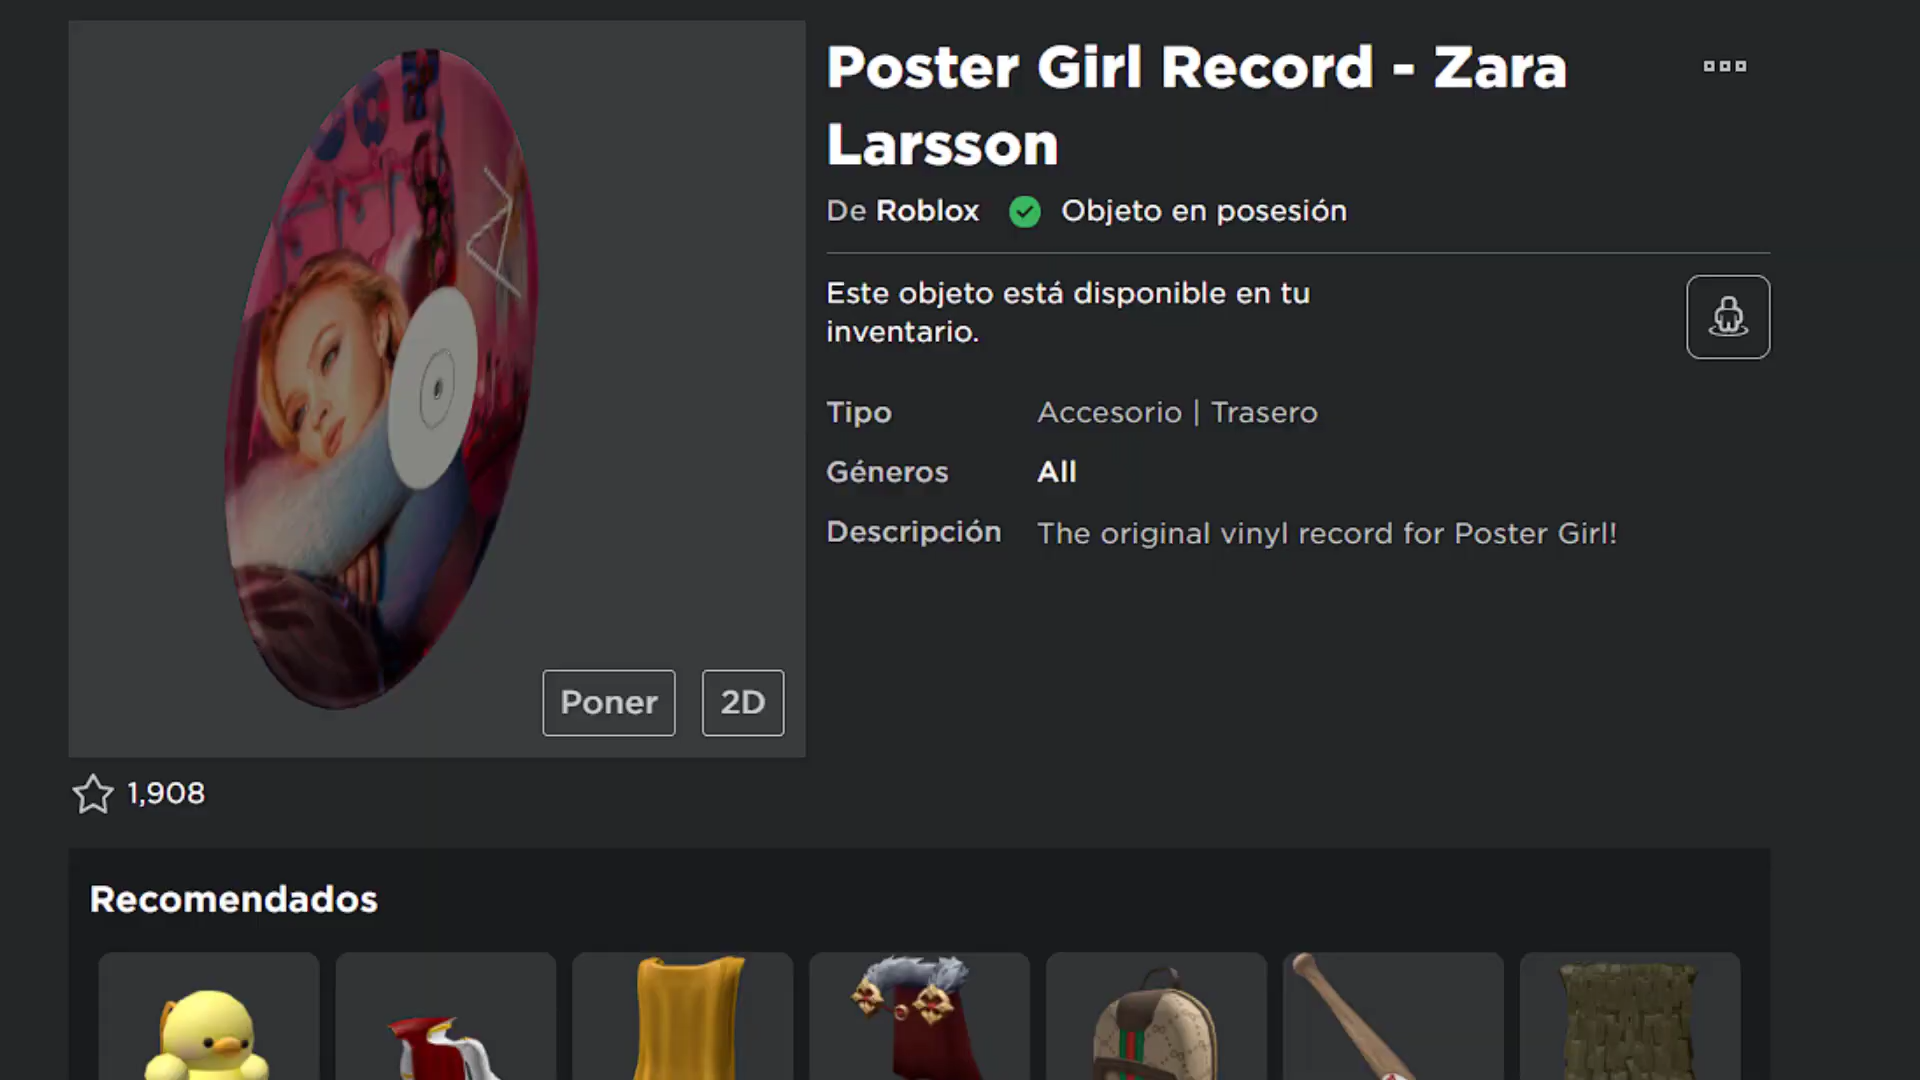 Poster Girl Record - Zara
Larsson
De Roblox Objeto en posesión
Este objeto está disponible en tu
inventario.
Tipo Accesorio | Trasero
Géneros All
Descripción The original vinyl record for Poster Girl!
Poner 2D
1,908
Recomendados